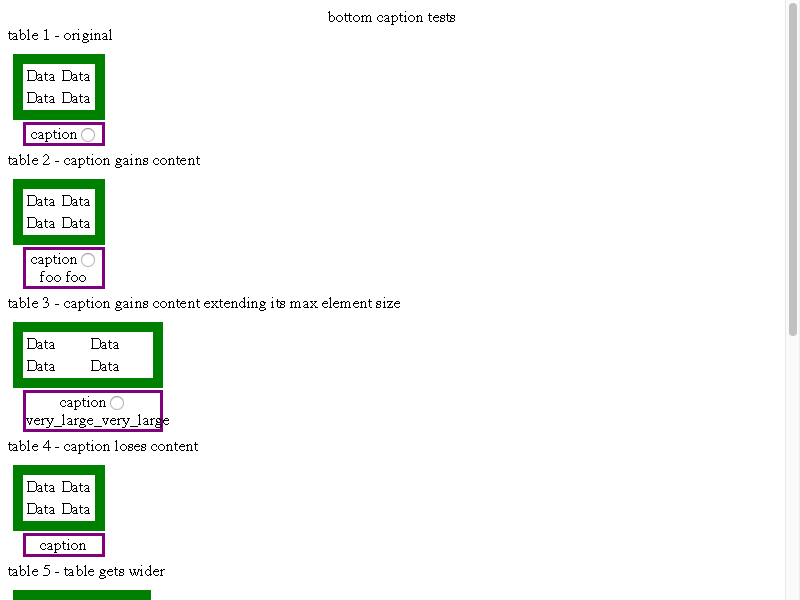 bottom caption tests
table 1 - original
Data Data
Data Data
caption
table 2 - caption gains content
Data Data
Data Data
caption
foo foo
table 3 - caption gains content extending its max element size
Data Data
Data Data
caption
very_large_very_large
table 4 - caption loses content
Data Data
Data Data
caption
table 5 - table gets wider